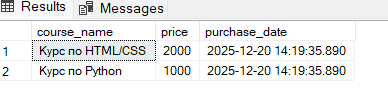 Results Messages
course_name price purchase_date
1 Курс по HTML/CSS 2000 2025-12-20 14:19:35.890
2 Курс по Python 1000 2025-12-20 14:19:35.890